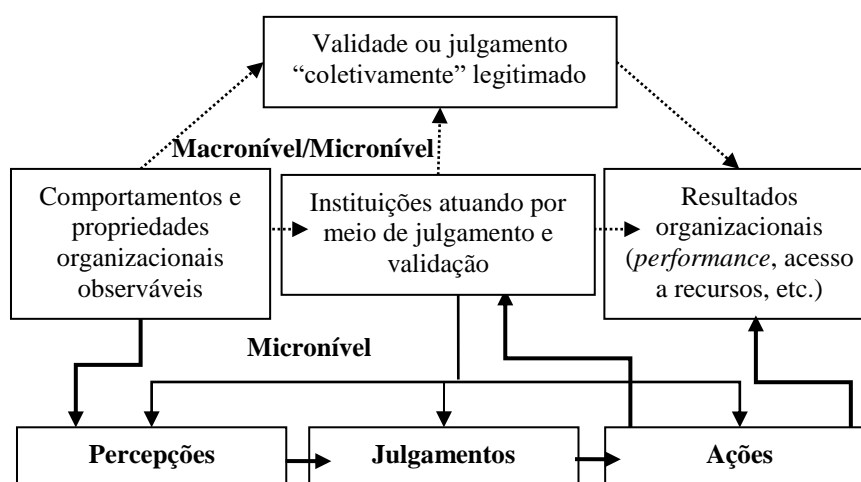 Validade ou julgamento
“coletivamente” legitimado
Macronível/Micronível
Comportamentos e
propriedades
organizacionais
observáveis
Instituições atuando por
meio de julgamento e
validação
Resultados
organizacionais
(performance, acesso
a recursos, etc.)
Micronível
Percepções
Julgamentos
Ações